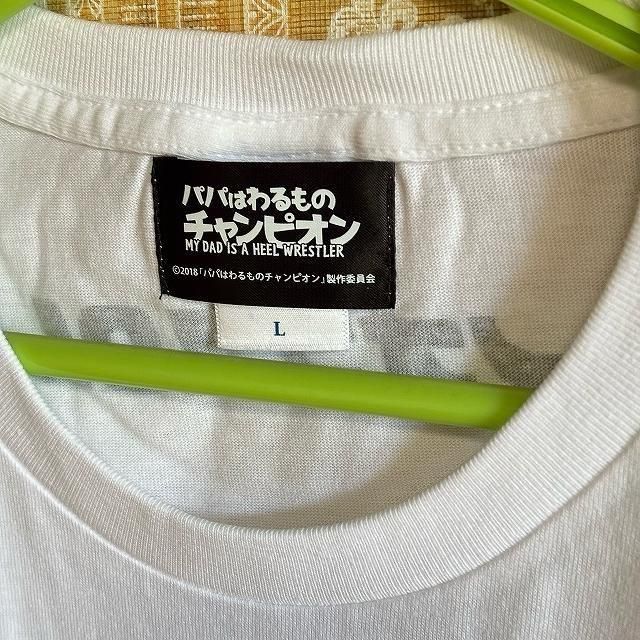 パパはわるもの
チャンピオン
MY DAD IS A HEEL WRESTLER
©2018「パパはわるものチャンピオン」製作委員会
L